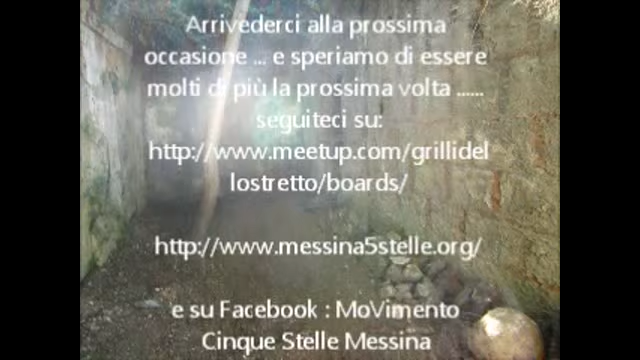 Arrivederci alla prossima
occasione ... e speriamo di essere
molti di più la prossima volta ......
seguiteci su:
http://www.meetup.com/grillidel
lostretto/boards/
http://www.messina5stelle.org/
e su Facebook : MoVimento
Cinque Stelle Messina